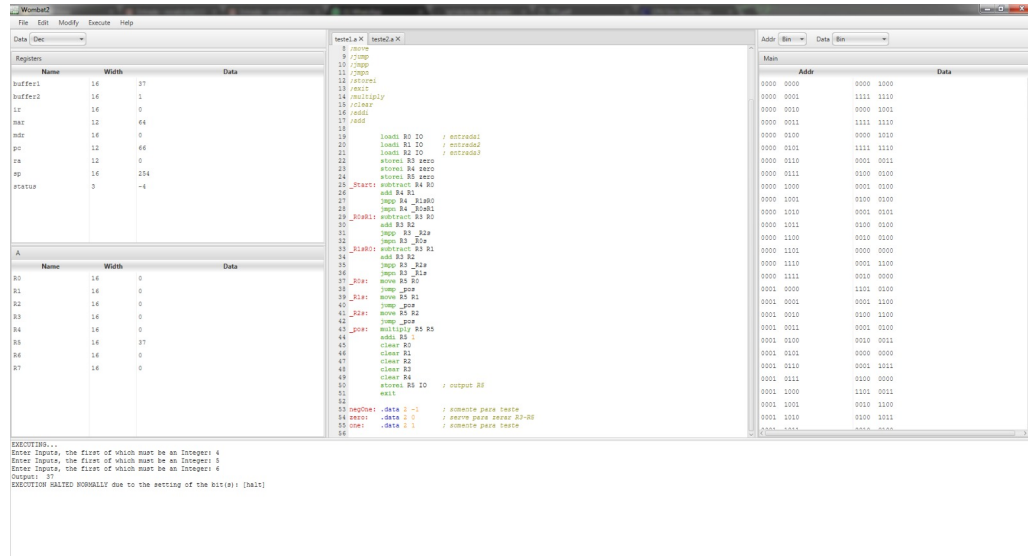 Wombat2
File Edit Modify Execute Help
Data Dec
Registers
Name Width Data
buffer1 16 37
buffer2 16 1
ir 16 0
mar 12 64
mdr 16 0
pc 12 66
ra 12 0
sp 16 254
status 3 -4
A
Name Width Data
R0 16 0
R1 16 0
R2 16 0
R3 16 0
R4 16 0
R5 16 37
R6 16 0
R7 16 0
teste1.a X teste2.a X
8 ;move
9 ;jump
10 ;jmpp
11 ;jmpn
12 ;storei
13 ;exit
14 ;multiply
15 ;clear
16 ;addi
17 ;add
18
19 loadi R0 IO ; entrada1
20 loadi R1 IO ; entrada2
21 loadi R2 IO ; entrada3
22 storei R3 zero
23 storei R4 zero
24 storei R5 zero
25 _Start: subtract R4 R0
26 add R4 R1
27 jmpp R4 _R1sR0
28 jmpn R4 _R0sR1
29 _R0sR1: subtract R3 R0
30 add R3 R2
31 jmpp R3 _R2s
32 jmpn R3 _R0s
33 _R1sR0: subtract R3 R1
34 add R3 R2
35 jmpp R3 _R2s
36 jmpn R3 _R1s
37 _R0s: move R5 R0
38 jump _pos
39 _R1s: move R5 R1
40 jump _pos
41 _R2s: move R5 R2
42 jump _pos
43 _pos: multiply R5 R5
44 addi R5 1
45 clear R0
46 clear R1
47 clear R2
48 clear R3
49 clear R4
50 storei R5 IO ; output R5
51 exit
52
53 negOne: .data 2 -1 ; somente para teste
54 zero: .data 2 0 ; serve para zerar R3-R5
55 one: .data 2 1 ; somente para teste
56
Addr Bin Data Bin
Main
Addr Data
0000 0000 0000 1000
0000 0001 1111 1110
0000 0010 0000 1001
0000 0011 1111 1110
0000 0100 0000 1010
0000 0101 1111 1110
0000 0110 0001 0011
0000 0111 0100 0100
0000 1000 0001 0100
0000 1001 0100 0100
0000 1010 0001 0101
0000 1011 0100 0100
0000 1100 0010 0100
0000 1101 0000 0000
0000 1110 0001 1100
0000 1111 0010 0000
0001 0000 1101 0100
0001 0001 0001 1100
0001 0010 0100 1100
0001 0011 0001 0100
0001 0100 0010 0011
0001 0101 0000 0000
0001 0110 0001 1011
0001 0111 0100 0000
0001 1000 1101 0011
0001 1001 0010 1100
0001 1010 0100 1011
EXECUTING...
Enter Inputs, the first of which must be an Integer: 4
Enter Inputs, the first of which must be an Integer: 5
Enter Inputs, the first of which must be an Integer: 6
Output: 37
EXECUTION HALTED NORMALLY due to the setting of the bit(s): [halt]